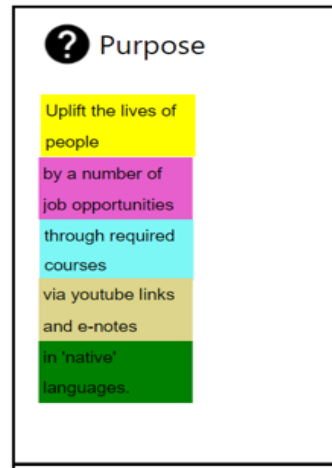 Purpose
Uplift the lives of
people
by a number of
job opportunities
through required
courses
via youtube links
and e-notes
in 'native'
languages.